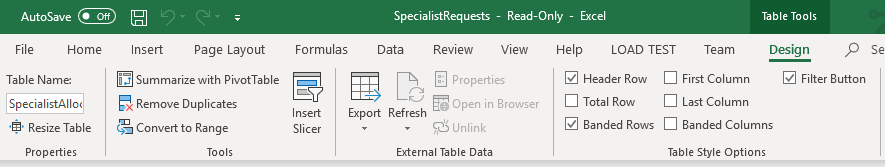 AutoSave Off SpecialistRequests - Read-Only - Excel Table Tools
File Home Insert Page Layout Formulas Data Review View Help LOAD TEST Team Design Se
Table Name:
SpecialistAlloc
Resize Table
Properties
Summarize with PivotTable
Remove Duplicates
Convert to Range
Insert
Slicer
Tools
Export
Refresh
Properties
Open in Browser
Unlink
External Table Data
Header Row First Column Filter Button
Total Row Last Column
Banded Rows Banded Columns
Table Style Options